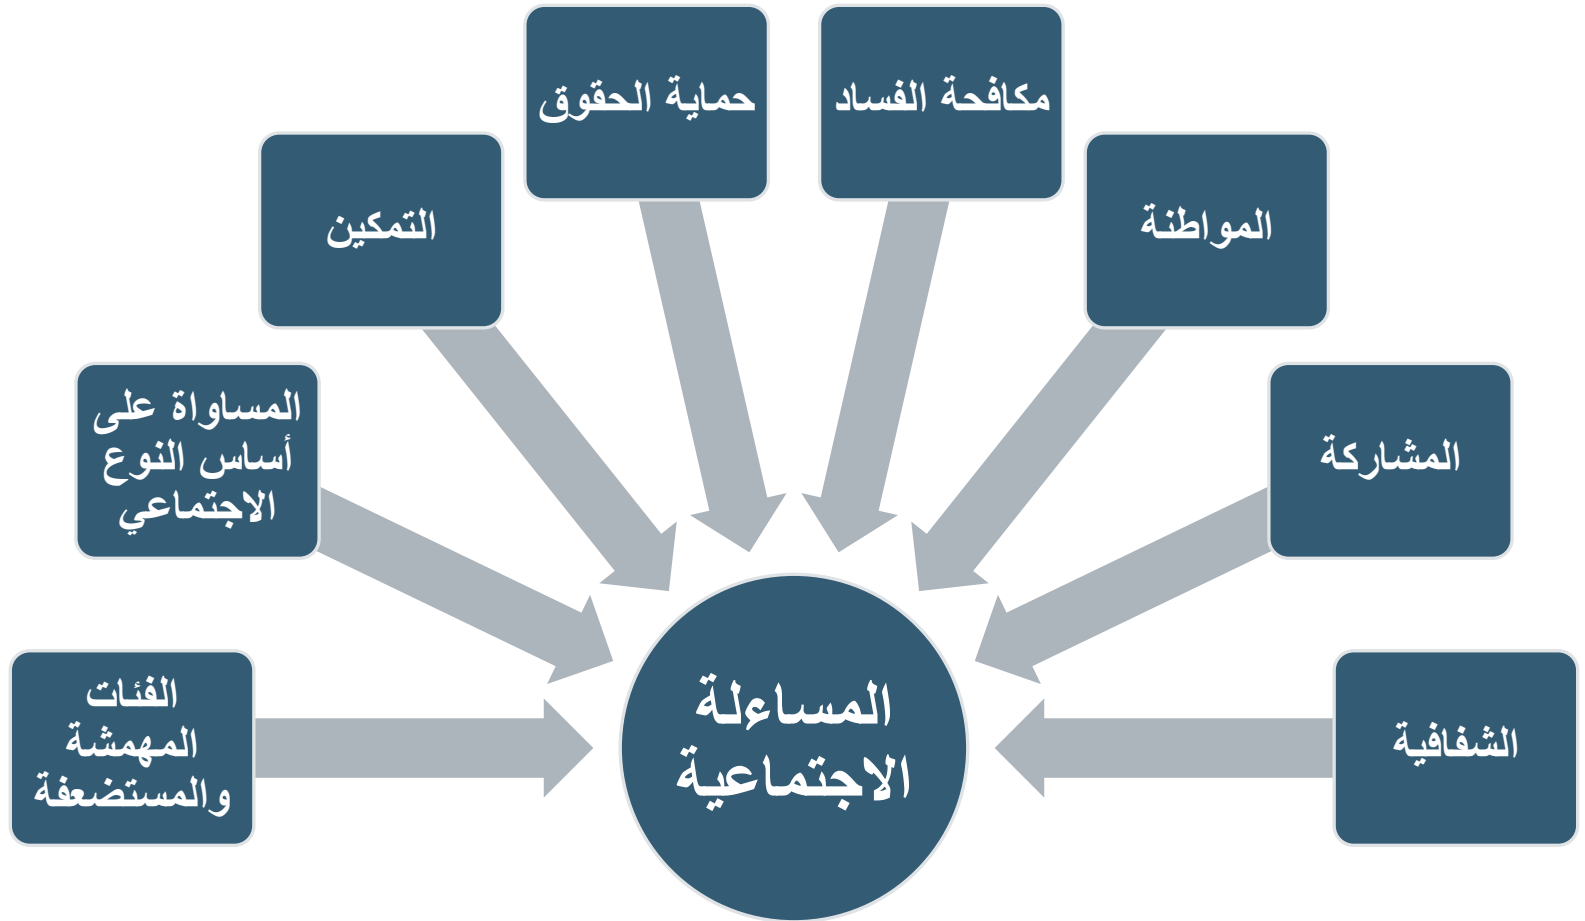 حماية الحقوق
مكافحة الفساد
التمكين
المواطنة
المساواة على
أساس النوع
الاجتماعي
المشاركة
الفئات
المهمشة
والمستضعفة
المساءلة
الاجتماعية
الشفافية